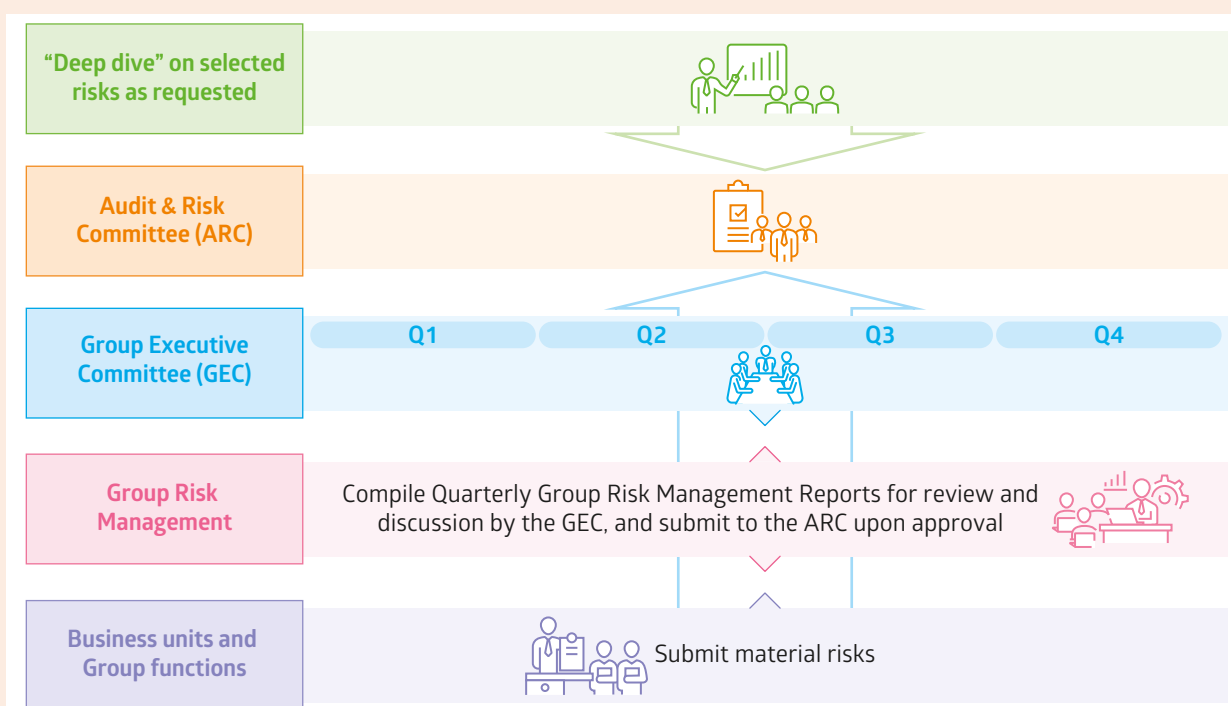 “Deep dive” on selected
risks as requested
Audit & Risk
Committee (ARC)
Group Executive
Committee (GEC)
Q1
Q2
Q3
Q4
Group Risk
Management
Compile Quarterly Group Risk Management Reports for review and
discussion by the GEC, and submit to the ARC upon approval
Business units and
Group functions
Submit material risks